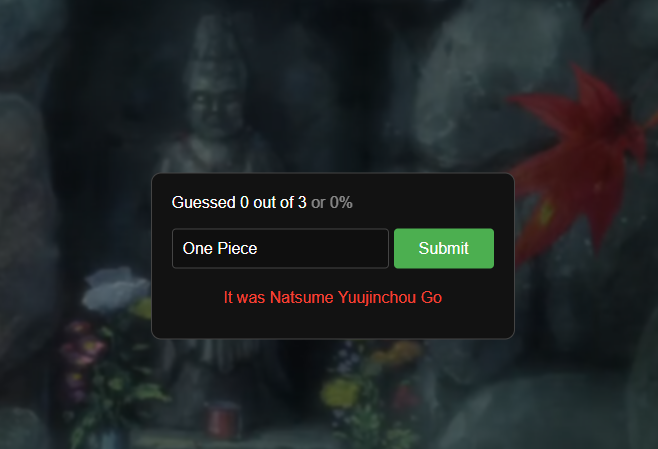 Guessed 0 out of 3 or 0%
One Piece
Submit
It was Natsume Yuujinchou Go